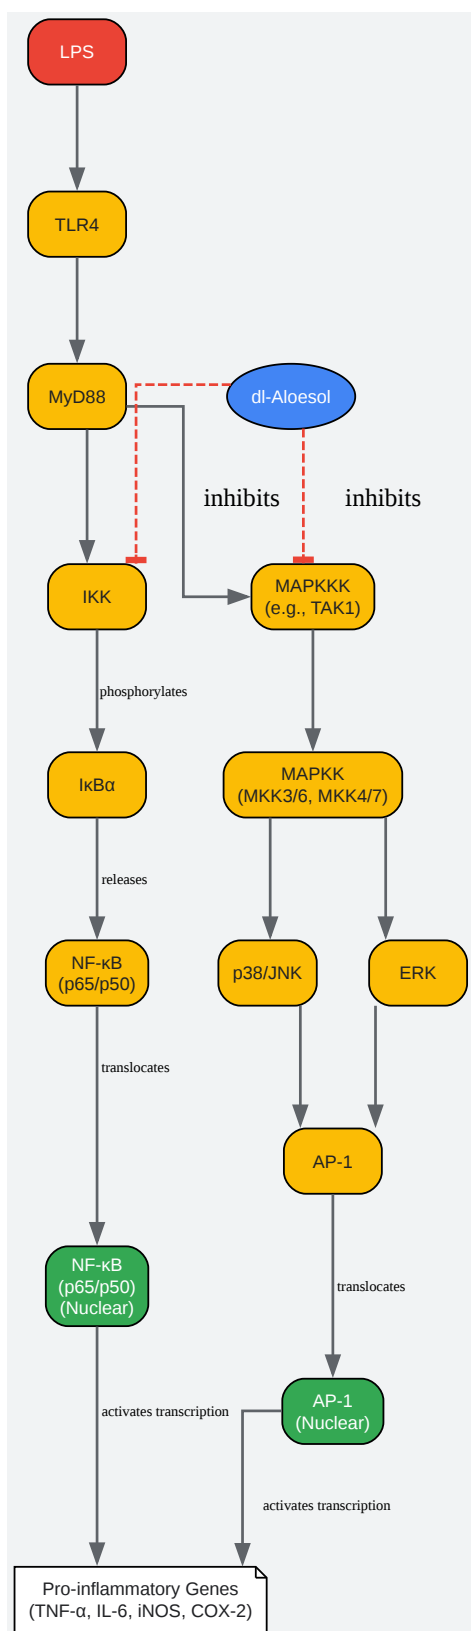 LPS
TLR4
MyD88
dl-Aloesol
inhibits
inhibits
IKK
MAPKKK
(e.g., TAK1)
phosphorylates
IκBα
MAPKK
(MKK3/6, MKK4/7)
releases
NF-κB
(p65/p50)
p38/JNK
ERK
translocates
AP-1
NF-κB
(p65/p50)
(Nuclear)
translocates
activates transcription
AP-1
(Nuclear)
activates transcription
Pro-inflammatory Genes
(TNF-α, IL-6, iNOS, COX-2)